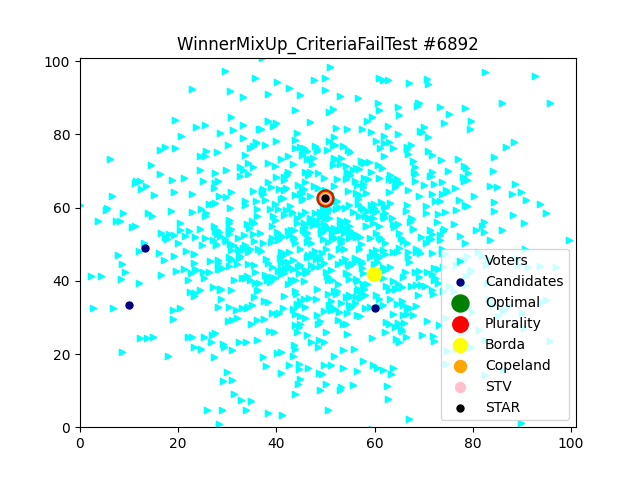 WinnerMixUp_CriteriaFailTest #6892
100
80
60
40
20
0
0
20
40
60
80
100
Voters
Candidates
Optimal
Plurality
Borda
Copeland
STV
STAR